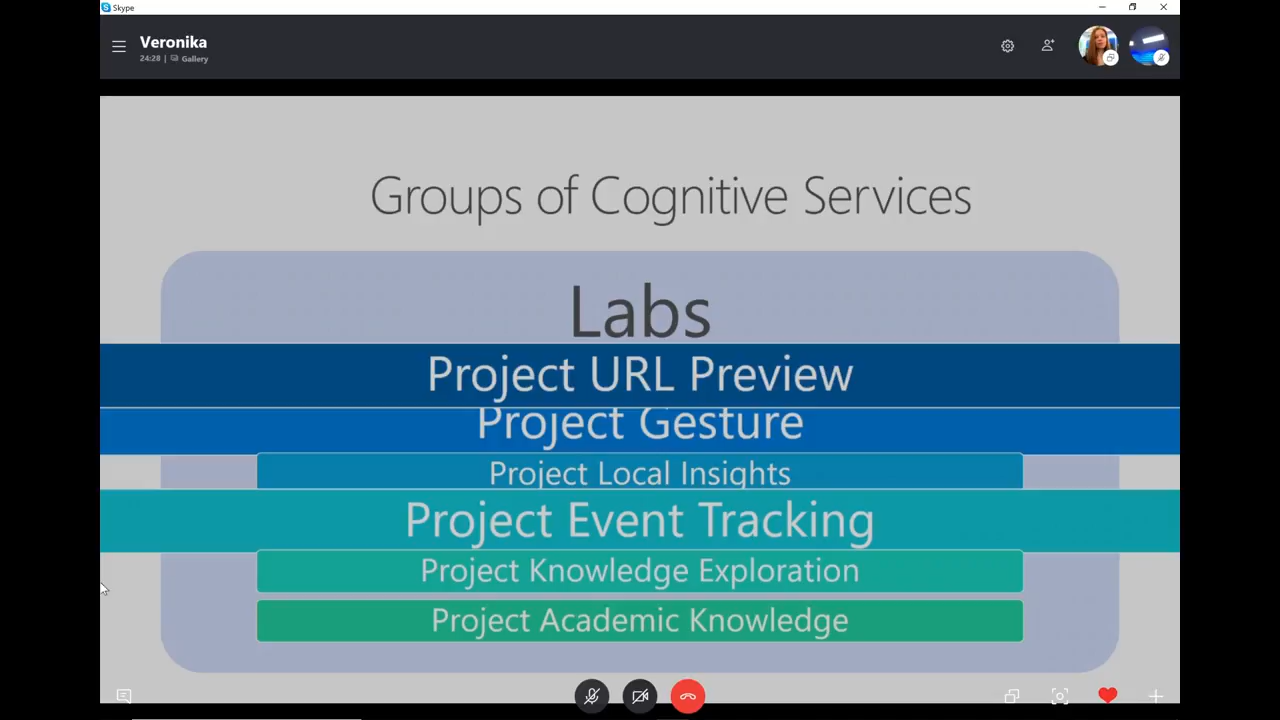 Skype
Veronika
24:28 | Gallery
Groups of Cognitive Services
Labs
Project URL Preview
Project Gesture
Project Local Insights
Project Event Tracking
Project Knowledge Exploration
Project Academic Knowledge